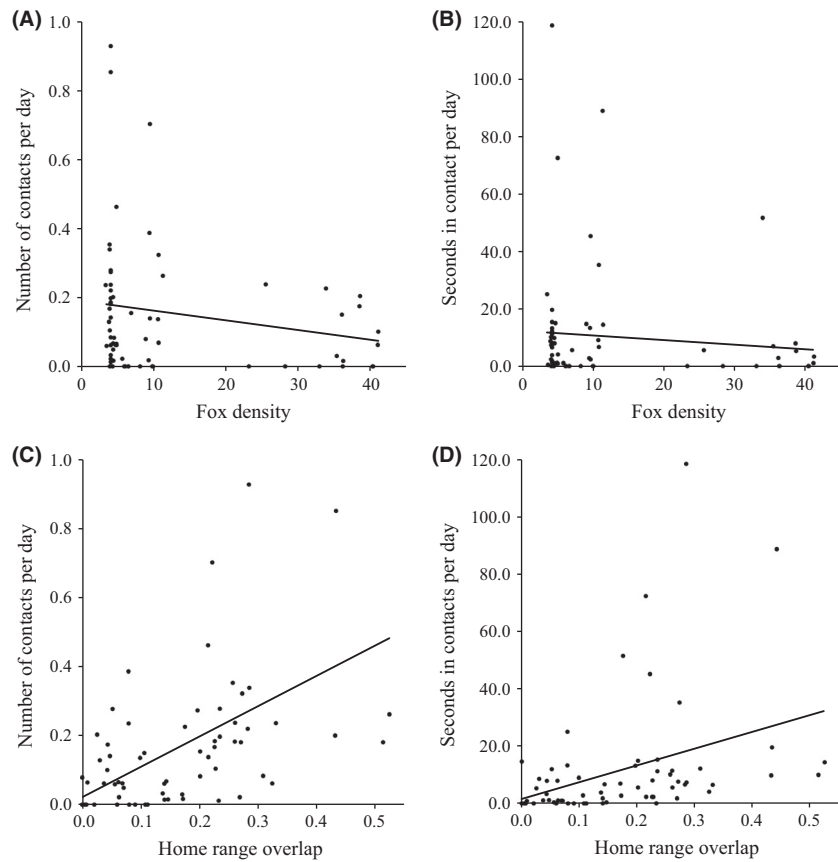 (A)
Number of contacts per day
1.0
0.8
0.6
0.4
0.2
0.0
0 10 20 30 40
Fox density
(B)
Seconds in contact per day
120.0
100.0
80.0
60.0
40.0
20.0
0.0
0 10 20 30 40
Fox density
(C)
Number of contacts per day
1.0
0.8
0.6
0.4
0.2
0.0
0.0 0.1 0.2 0.3 0.4 0.5
Home range overlap
(D)
Seconds in contacts per day
120.0
100.0
80.0
60.0
40.0
20.0
0.0
0.0 0.1 0.2 0.3 0.4 0.5
Home range overlap